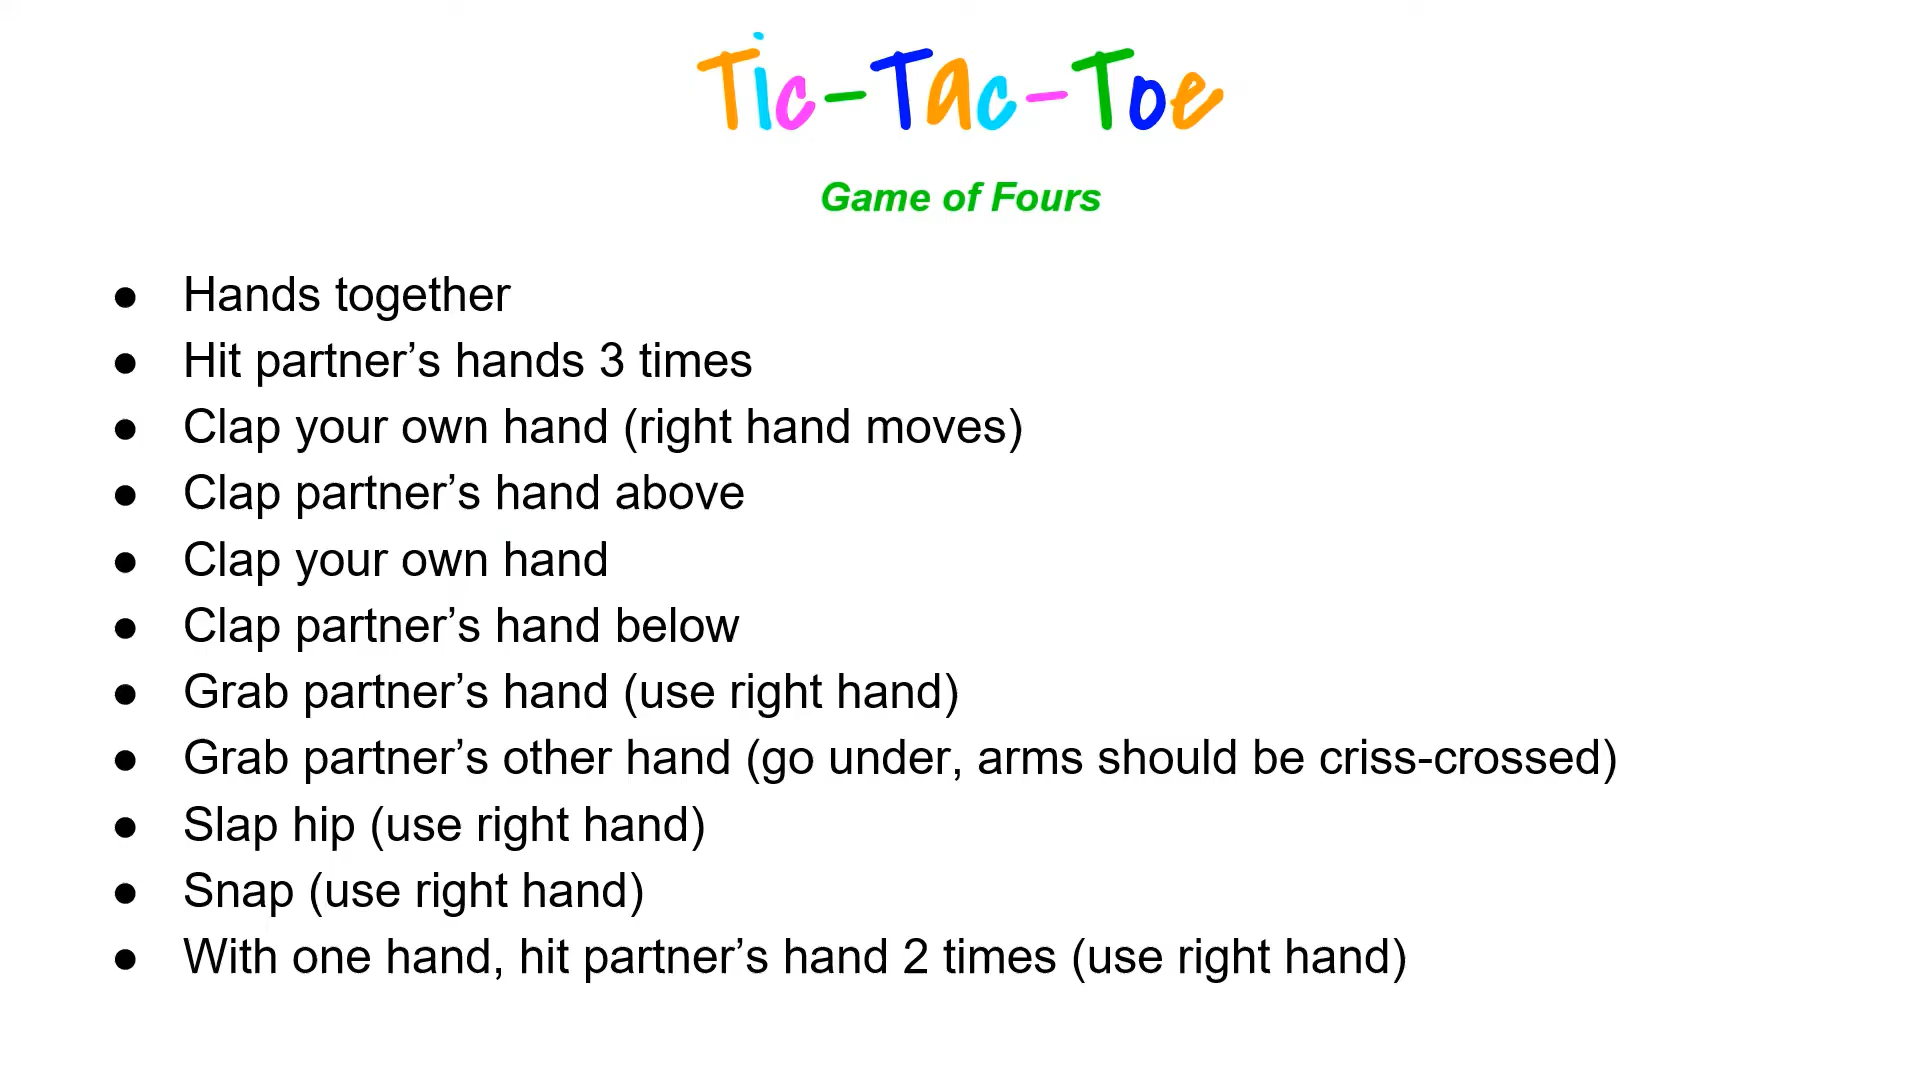 Tic-Tac-Toe
Game of Fours
● Hands together
● Hit partner’s hands 3 times
● Clap your own hand (right hand moves)
● Clap partner’s hand above
● Clap your own hand
● Clap partner’s hand below
● Grab partner’s hand (use right hand)
● Grab partner’s other hand (go under, arms should be criss-crossed)
● Slap hip (use right hand)
● Snap (use right hand)
● With one hand, hit partner’s hand 2 times (use right hand)